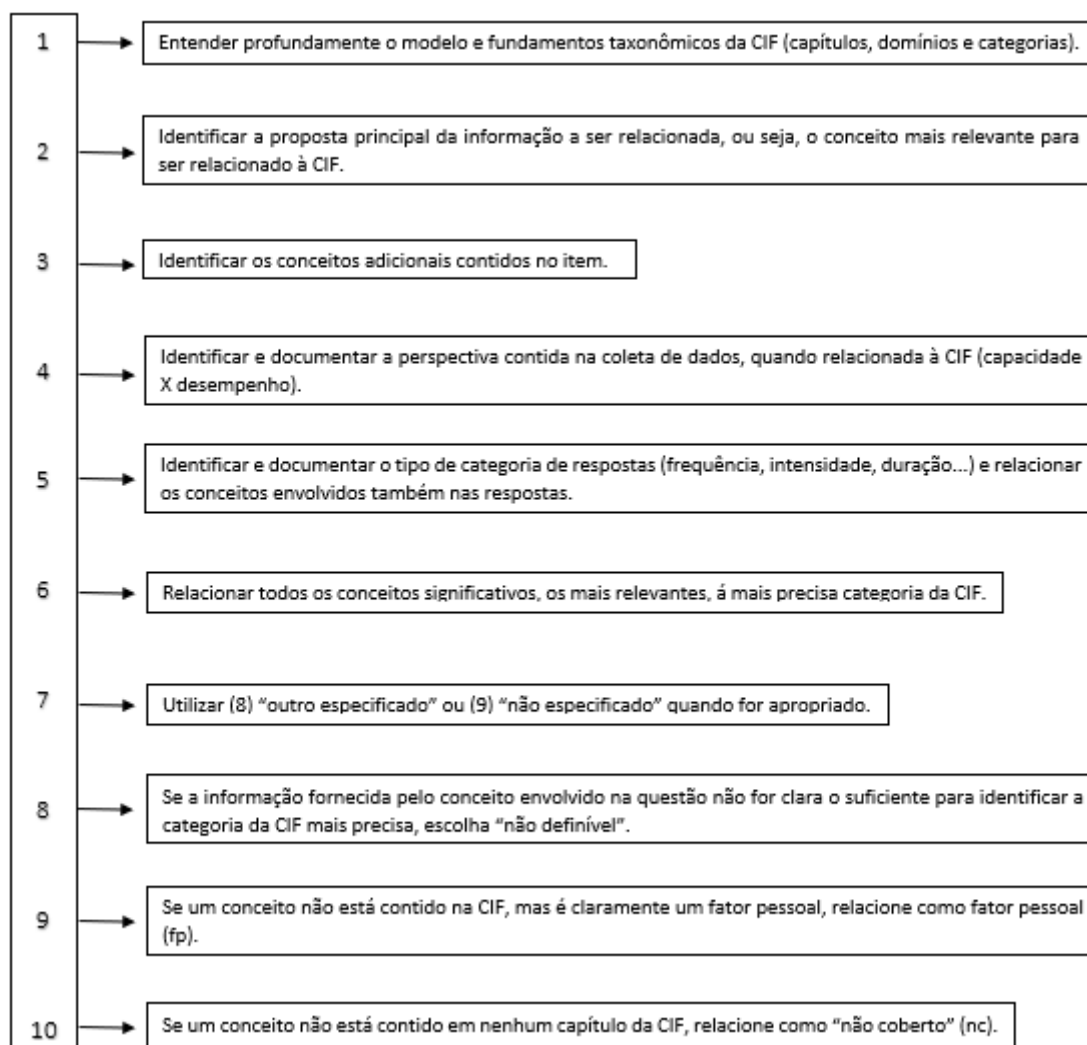 1
Entender profundamente o modelo e fundamentos taxonômicos da CIF (capítulos, domínios e categorias).
2
Identificar a proposta principal da informação a ser relacionada, ou seja, o conceito mais relevante para
ser relacionado à CIF.
3
Identificar os conceitos adicionais contidos no item.
4
Identificar e documentar a perspectiva contida na coleta de dados, quando relacionada à CIF (capacidade
X desempenho).
5
Identificar e documentar o tipo de categoria de respostas (frequência, intensidade, duração...) e relacionar
os conceitos envolvidos também nas respostas.
6
Relacionar todos os conceitos significativos, os mais relevantes, á mais precisa categoria da CIF.
7
Utilizar (8) “outro especificado” ou (9) “não especificado” quando for apropriado.
8
Se a informação fornecida pelo conceito envolvido na questão não for clara o suficiente para identificar a
categoria da CIF mais precisa, escolha “não definível”.
9
Se um conceito não está contido na CIF, mas é claramente um fator pessoal, relacione como fator pessoal
(fp).
10
Se um conceito não está contido em nenhum capítulo da CIF, relacione como “não coberto” (nc).